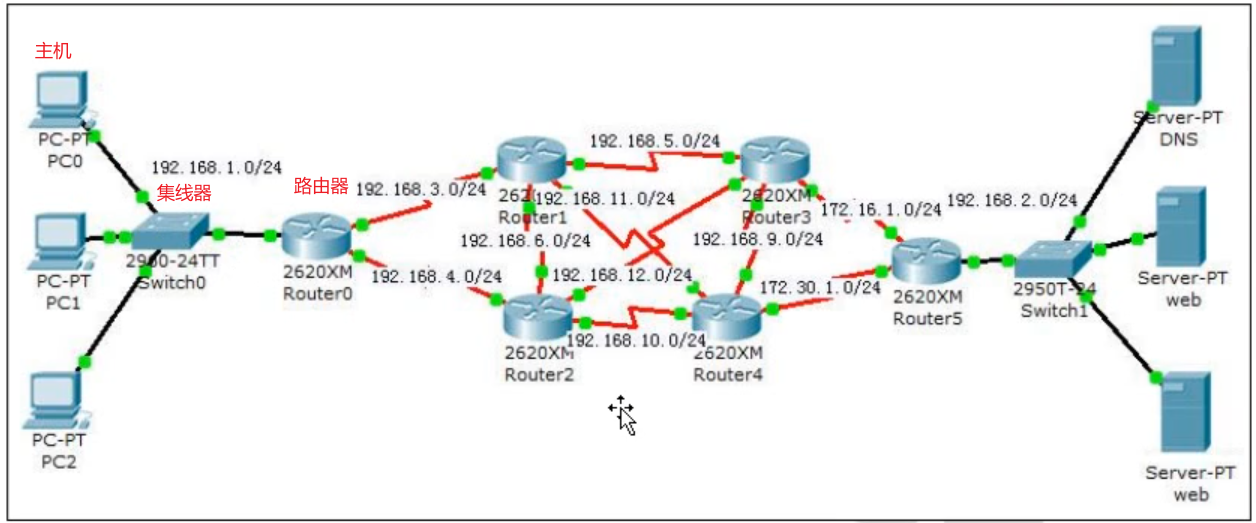 主机
PC-PT
PC0
192.168.1.0/24
集线器
2950-24TT
Switch0
PC-PT
PC1
PC-PT
PC2
路由器
2620XM
Router0
192.168.3.0/24
192.168.4.0/24
Router1
192.168.5.0/24
192.168.11.0/24
192.168.6.0/24
192.168.12.0/24
2620XM
Router2
192.168.10.0/24
2620XM
Router3
192.168.9.0/24
2620XM
Router4
172.16.1.0/24
172.30.1.0/24
2620XM
Router5
192.168.2.0/24
2950T-24
Switch1
Server-PT
DNS
Server-PT
web
Server-PT
web